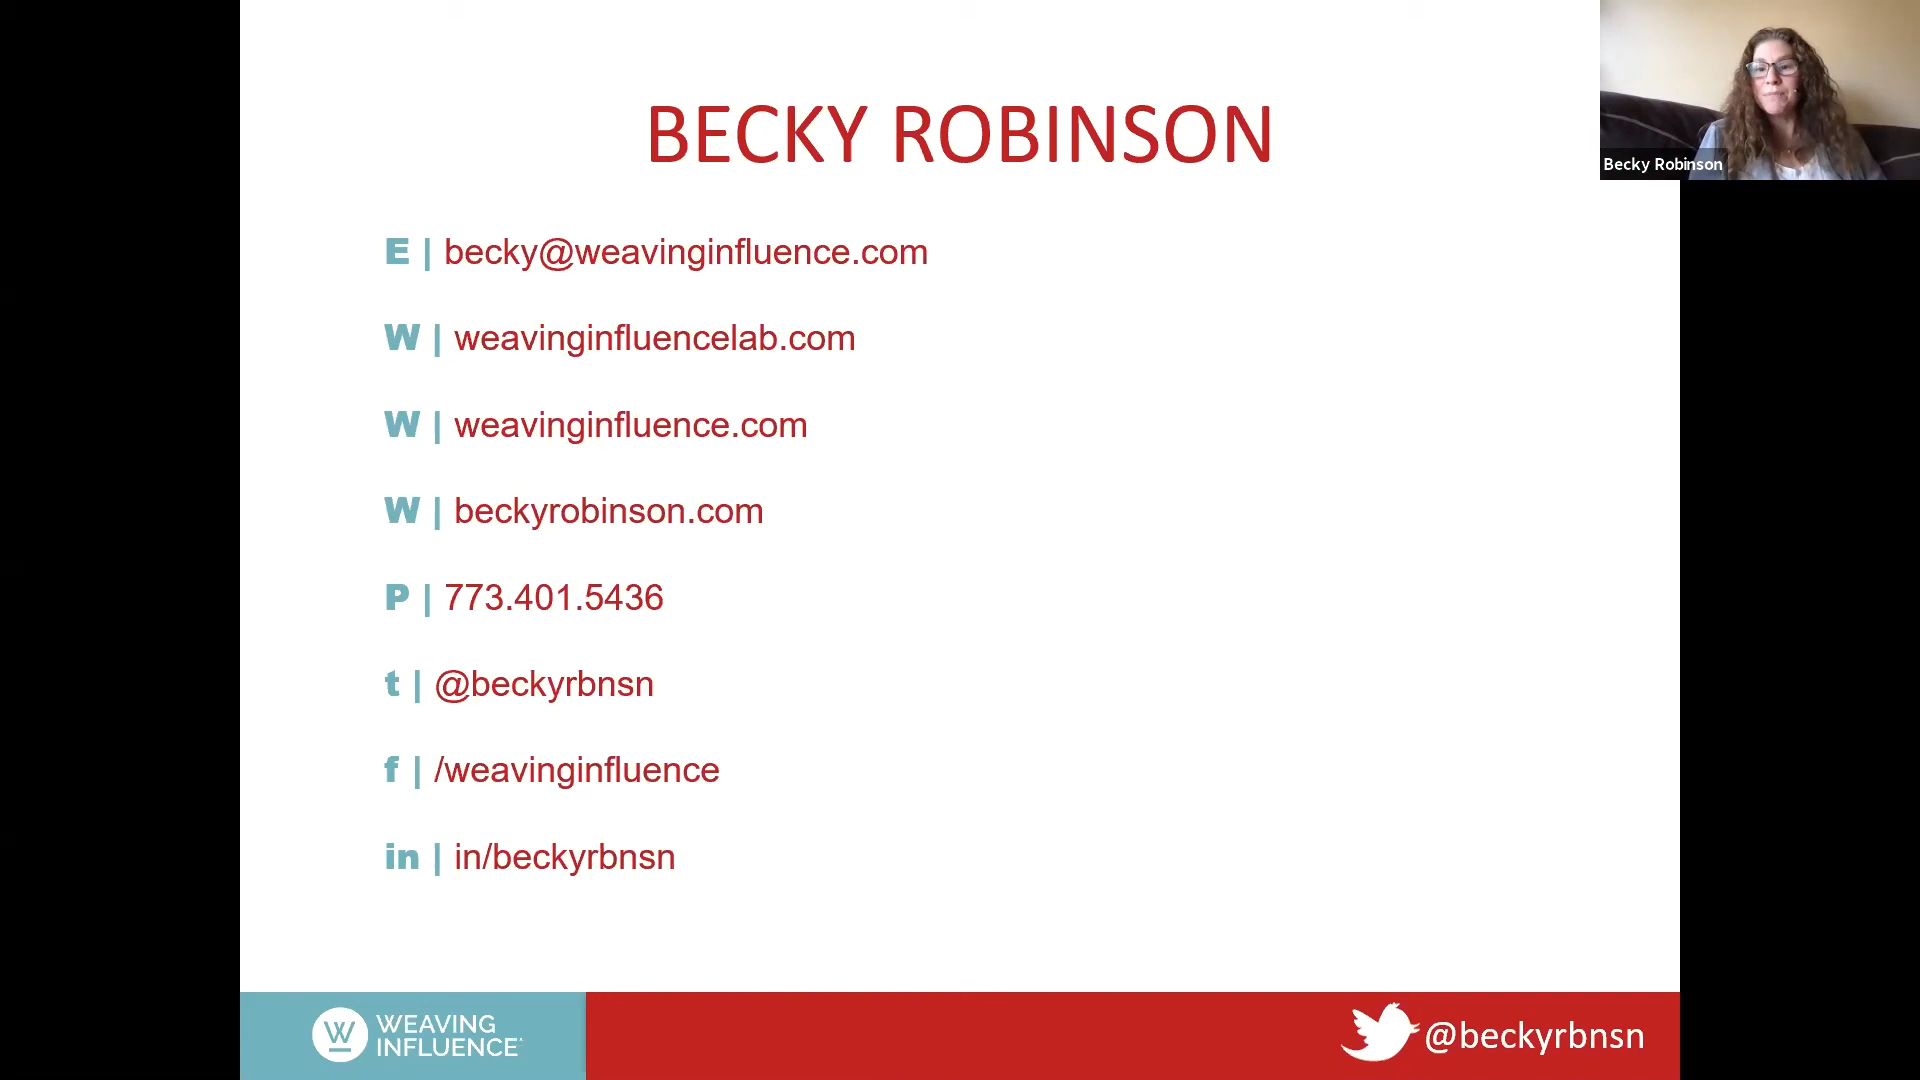 BECKY ROBINSON
Becky Robinson
E | becky@weavinginfluence.com
W | weavinginfluencelab.com
W | weavinginfluence.com
W | beckyrobinson.com
P | 773.401.5436
t | @beckyrbnsn
f | /weavinginfluence
in | in/beckyrbnsn
W WEAVING
INFLUENCE
@beckyrbnsn